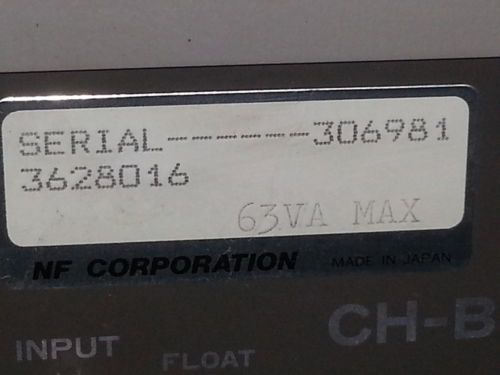 SERIAL------306981
3628016
63VA MAX
NF CORPORATION MADE IN JAPAN
CH-B
INPUT FLOAT